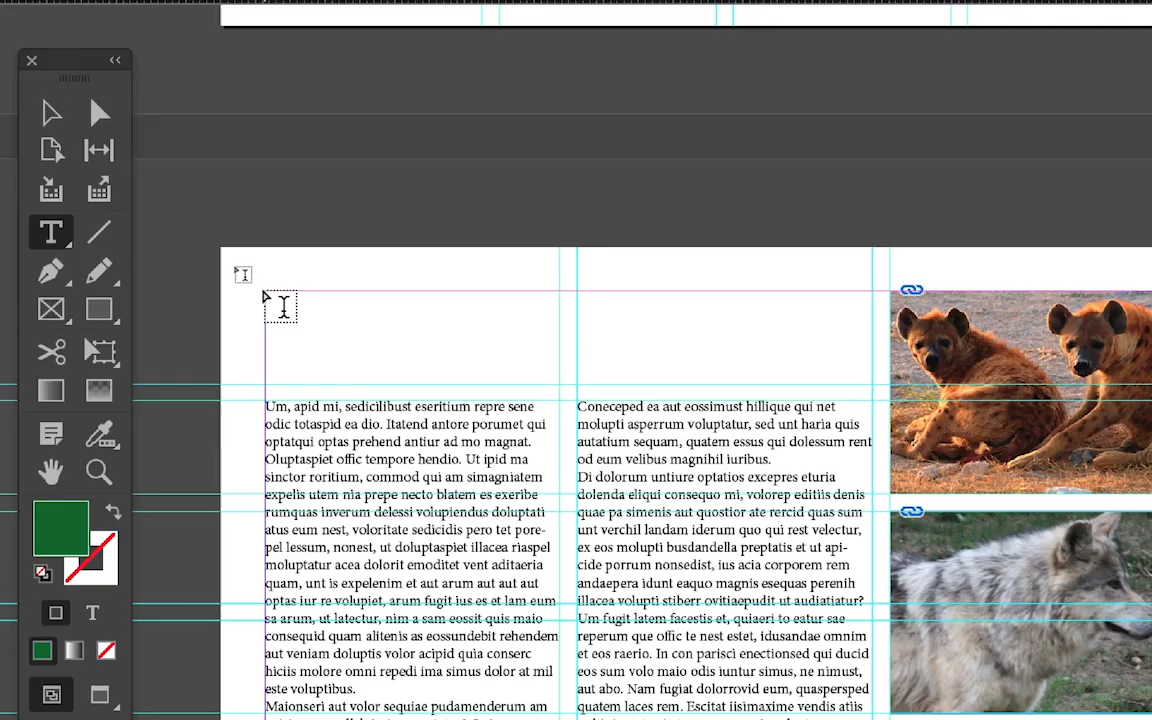 Um, apid mi, sedicilibust eseritium repre sene
odic totaspid ea dio. Itatend antore porumet qui
optatqui optas prehend antiur ad mo magnat.
Oluptaspiet offic tempore hendio. Ut ipid ma
sinctor roritium, commod qui am simagniatem
expelis utem nia prepe necto blatem es exeribe
rumquas inverum delessi volupiendus doluptati
atus eum nest, voloritate sedicidis pero tet pore-
pel lessum, nonest, ut doluptaspiet illacea riaspel
moluptatur acea dolorit emoditet vent aditaeria
quam, unt is expelenim et aut arum aut aut aut
optas iur re volupiet, arum fugit ius es et lam eum
sa arum, ut latectur, nim a sam eossit quis maio
consequid quam alitenis as eossundebit rehendem
aut veniam doluptis volor acipid quia conserc
hiciis molore omni repedi ima simus dolor at mil
este voluptibus.
Maionseri aut volor sequiae pudamenderum am
Coneceped ea aut eossimust hillique qui net
molupti asperrum voluptatur, sed unt haria quis
autatium sequam, quatem essus qui dolessum rent
od eum velibus magnihil iuribus.
Di dolorum untiure optatios excepres eturia
dolenda eliqui consequo mi, volorep editiis denis
quae pa simenis aut quostior ate rercid quas sum
unt verchil landam iderum quo qui rest velectur,
ex eos molupti busdandella preptatis et ut api-
cide porrum nonsedist, ius acia corporem rem
andaepera idunt eaquo magnis esequas perenih
illacea volupti stiberr ovitiaepudit ut audiatiatur?
Um fugit latem facestis et, quiaeri to eatur sae
reperum que offic te nest estet, idusandae omnim
et eos raerio. In con parisci enectionsed qui ducid
eos sum volo maio odis iuntur simus, ne nimust,
aut abo. Nam fugiat dolorrovid eum, quaspersped
quatem laces rem. Escitat iisimaxime vendis atiis